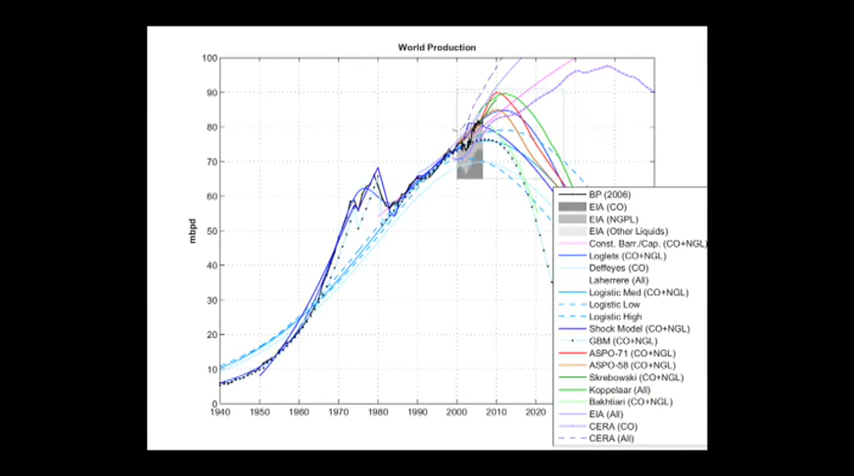 World Production
100
90
80
70
60
50
40
30
20
10
0
mbpd
1940 1950 1960 1970 1980 1990 2000 2010 2020
BP (2006)
EIA (CO)
EIA (NGPL)
EIA (Other Liquids)
Const. Barr./Cap. (CO+NGL)
Loglets (CO+NGL)
Deffeyes (CO)
Laherrere (All)
Logistic Med (CO+NGL)
Logistic Low
Logistic High
Shock Model (CO+NGL)
GBM (CO+NGL)
ASPO-71 (CO+NGL)
ASPO-58 (CO+NGL)
Skrebowski (CO+NGL)
Koppelaar (All)
Bakhtiari (CO+NGL)
EIA (All)
CERA (CO)
CERA (All)